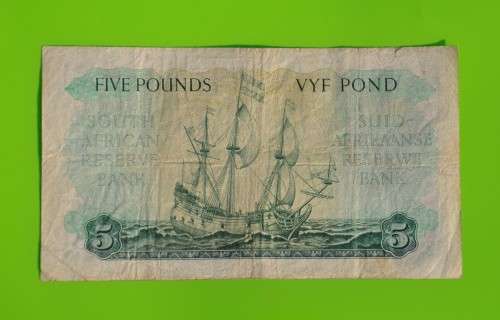 FIVE POUNDS
VYF POND
SOUTH
AFRICAN
RESERVE
BANK
SUID-
AFRIKAANSE
RESERWE
BANK
5
5